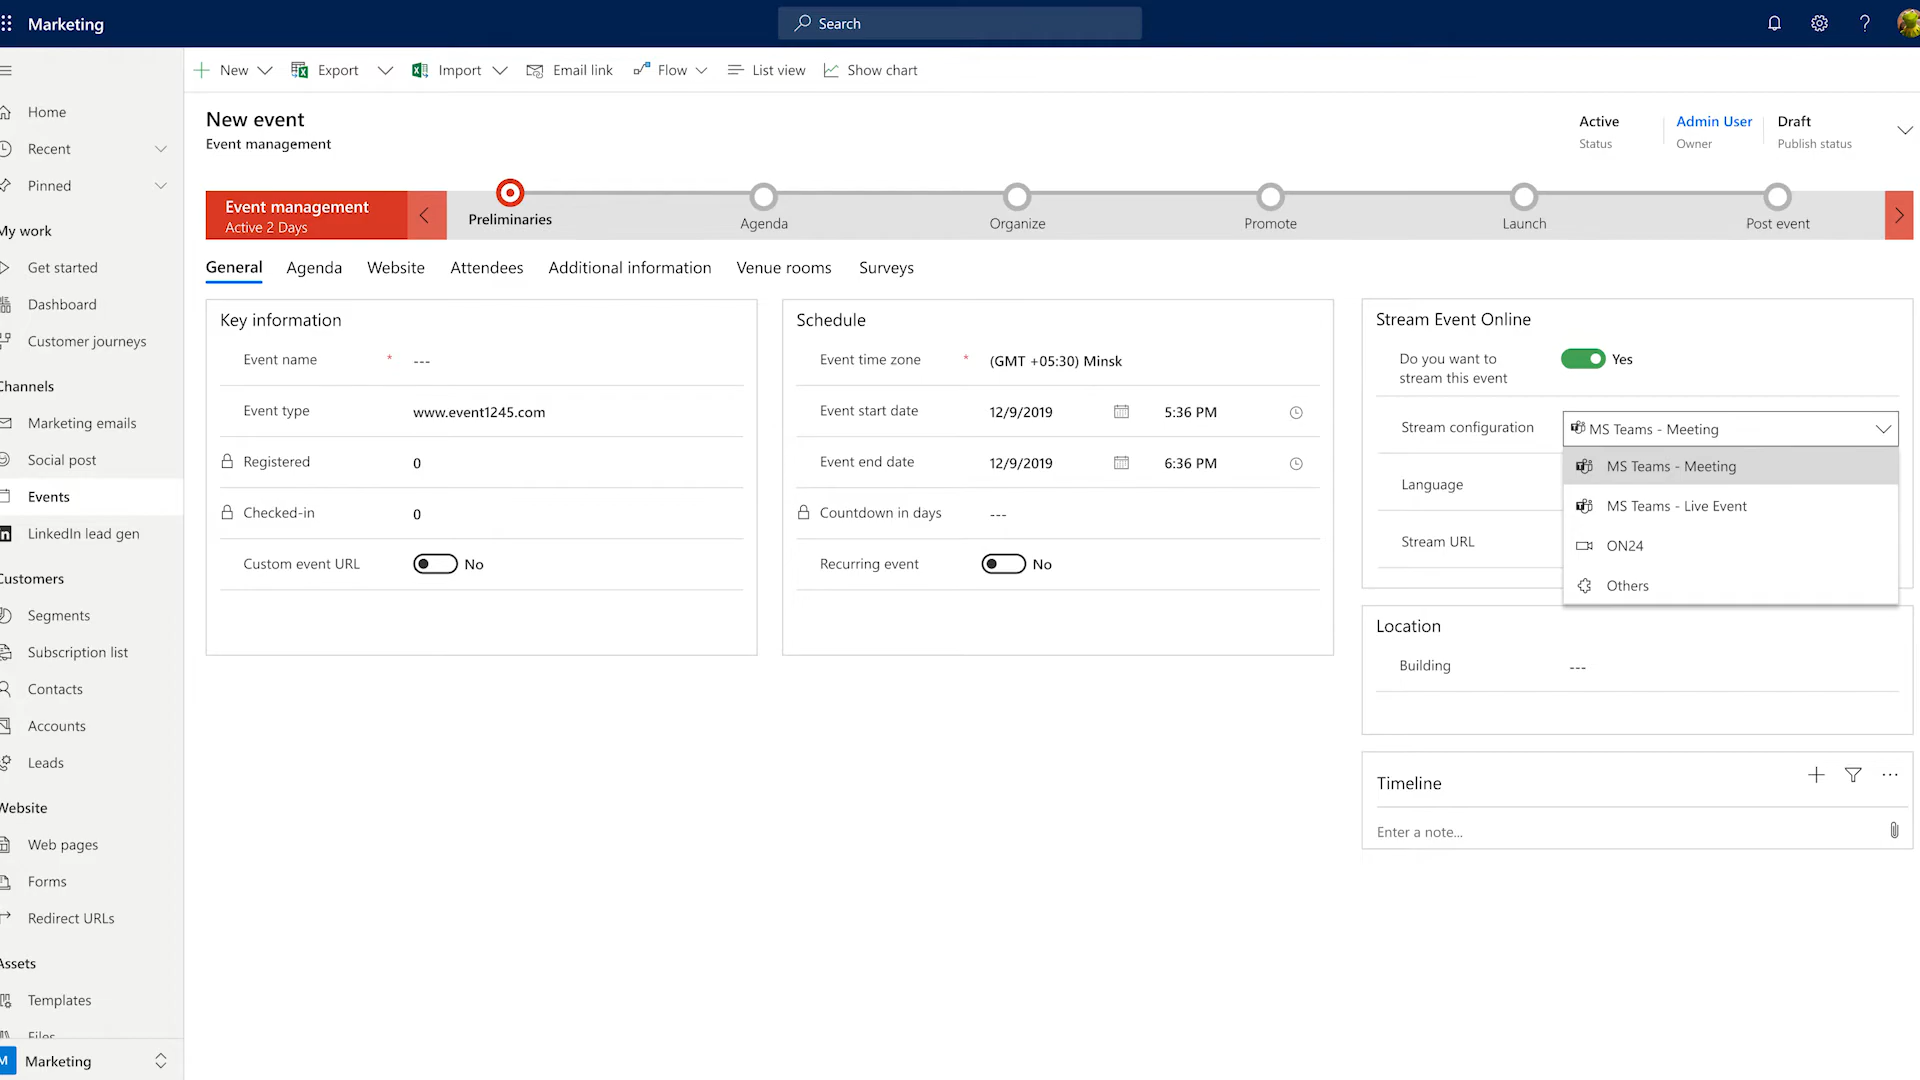 Marketing
Search
New
Export
Import
Email link
Flow
List view
Show chart
Home
Recent
Pinned
My work
Get started
Dashboard
Customer journeys
Channels
Marketing emails
Social post
Events
LinkedIn lead gen
Customers
Segments
Subscription list
Contacts
Accounts
Leads
Website
Web pages
Forms
Redirect URLs
Assets
Templates
Files
M Marketing
New event
Event management
Active
Status
Admin User
Owner
Draft
Publish status
Event management
Active 2 Days
Preliminaries
Agenda
Organize
Promote
Launch
Post event
General
Agenda
Website
Attendees
Additional information
Venue rooms
Surveys
Key information
Event name * ---
Event type www.event1245.com
Registered 0
Checked-in 0
Custom event URL No
Schedule
Event time zone * (GMT +05:30) Minsk
Event start date 12/9/2019 5:36 PM
Event end date 12/9/2019 6:36 PM
Countdown in days ---
Recurring event No
Stream Event Online
Do you want to
stream this event
Yes
Stream configuration MS Teams - Meeting
MS Teams - Meeting
MS Teams - Live Event
ON24
Others
Language
Stream URL
Location
Building ---
Timeline
Enter a note...